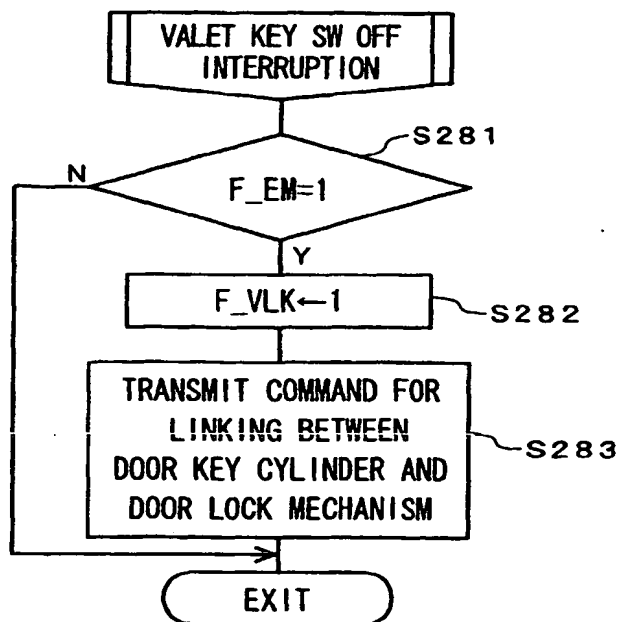 VALET KEY SW OFF
INTERRUPTION
S281
N
F_EM=1
Y
F_VLK←1
S282
TRANSMIT COMMAND FOR
LINKING BETWEEN
DOOR KEY CYLINDER AND
DOOR LOCK MECHANISM
S283
EXIT